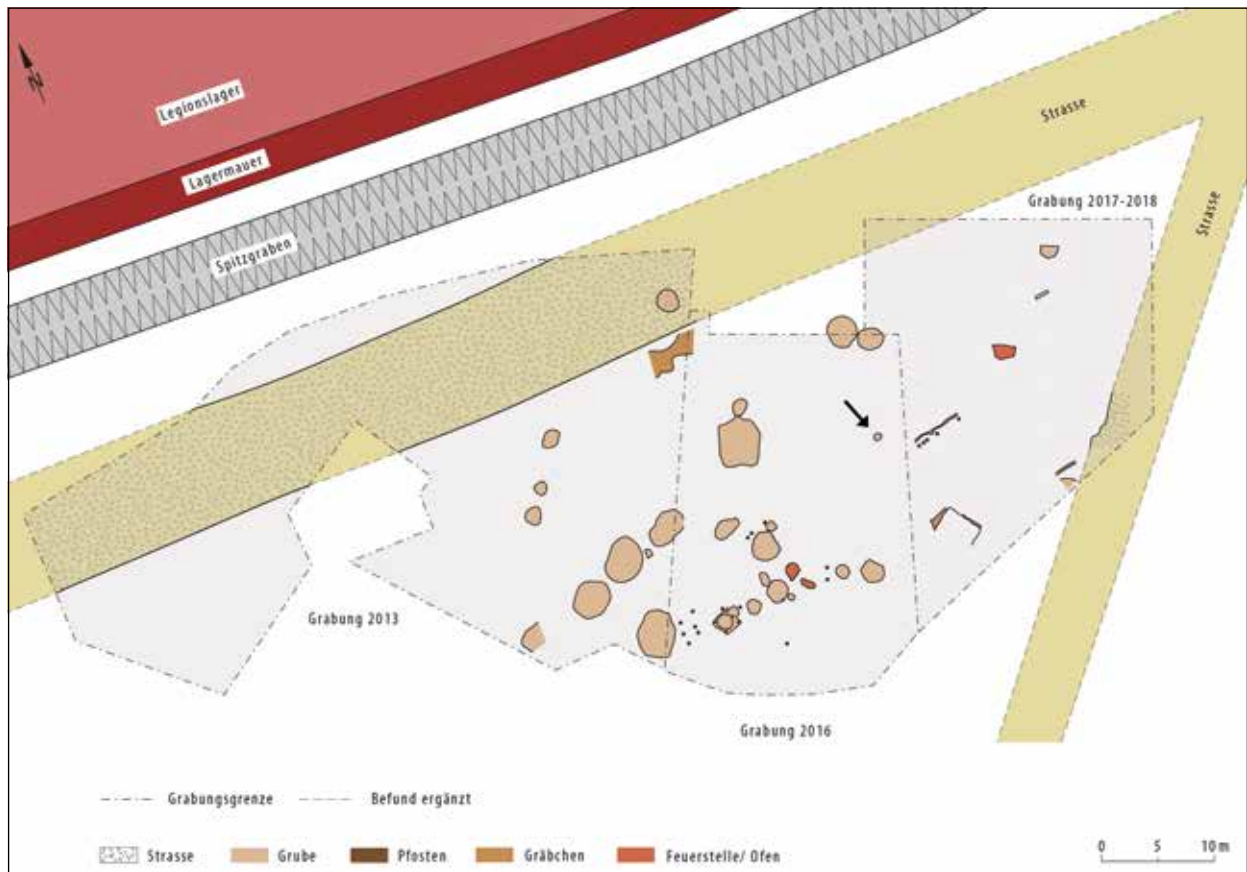 N
Legionslager
Lagermauer
Spitzgraben
Strasse
Strasse
Grabung 2017-2018
Grabung 2013
Grabung 2016
Grabungsgrenze
Befund ergänzt
Strasse
Grube
Pfosten
Gräbchen
Feuerstelle/ Ofen
0 5 10 m